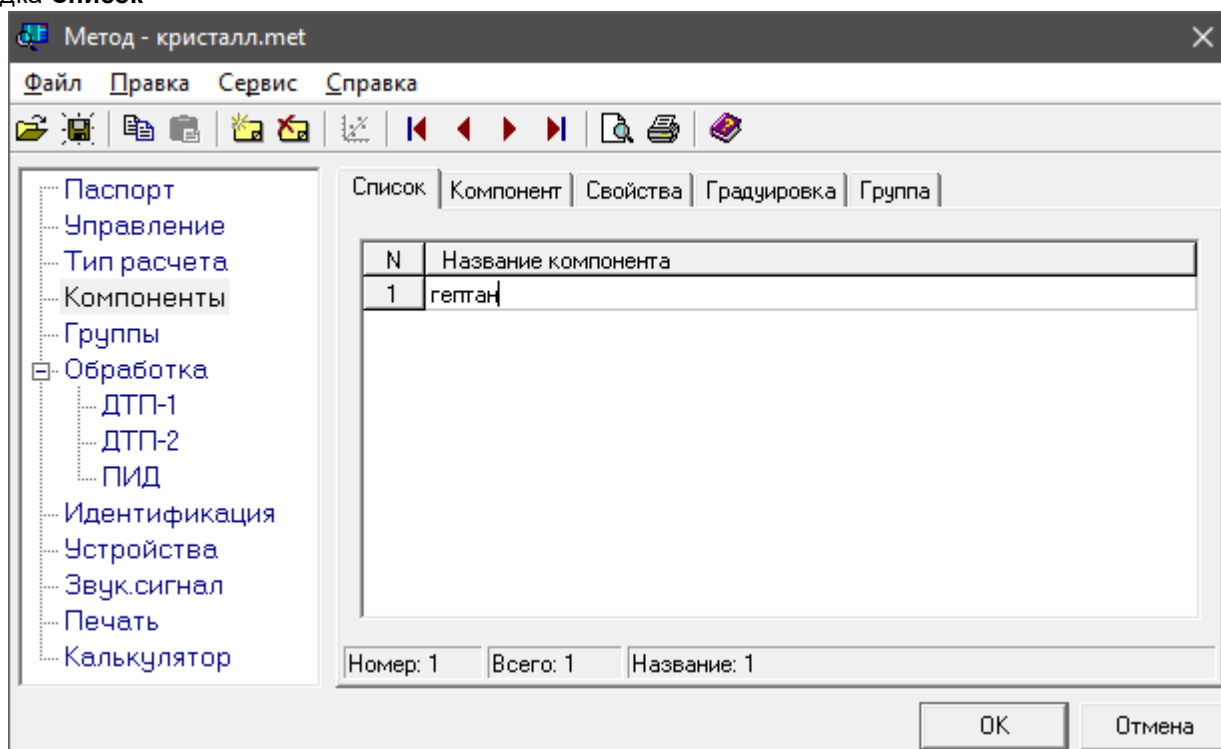 дка Список
Метод - кристалл.met
Файл Правка Сервис Справка
Список Компонент Свойства Градуировка Группа
Паспорт
Управление
Тип расчета
Компоненты
Группы
Обработка
ДТП-1
ДТП-2
ПИД
Идентификация
Устройства
Звук.сигнал
Печать
Калькулятор
N Название компонента
1 гептан
Номер: 1 Всего: 1 Название: 1
OK Отмена